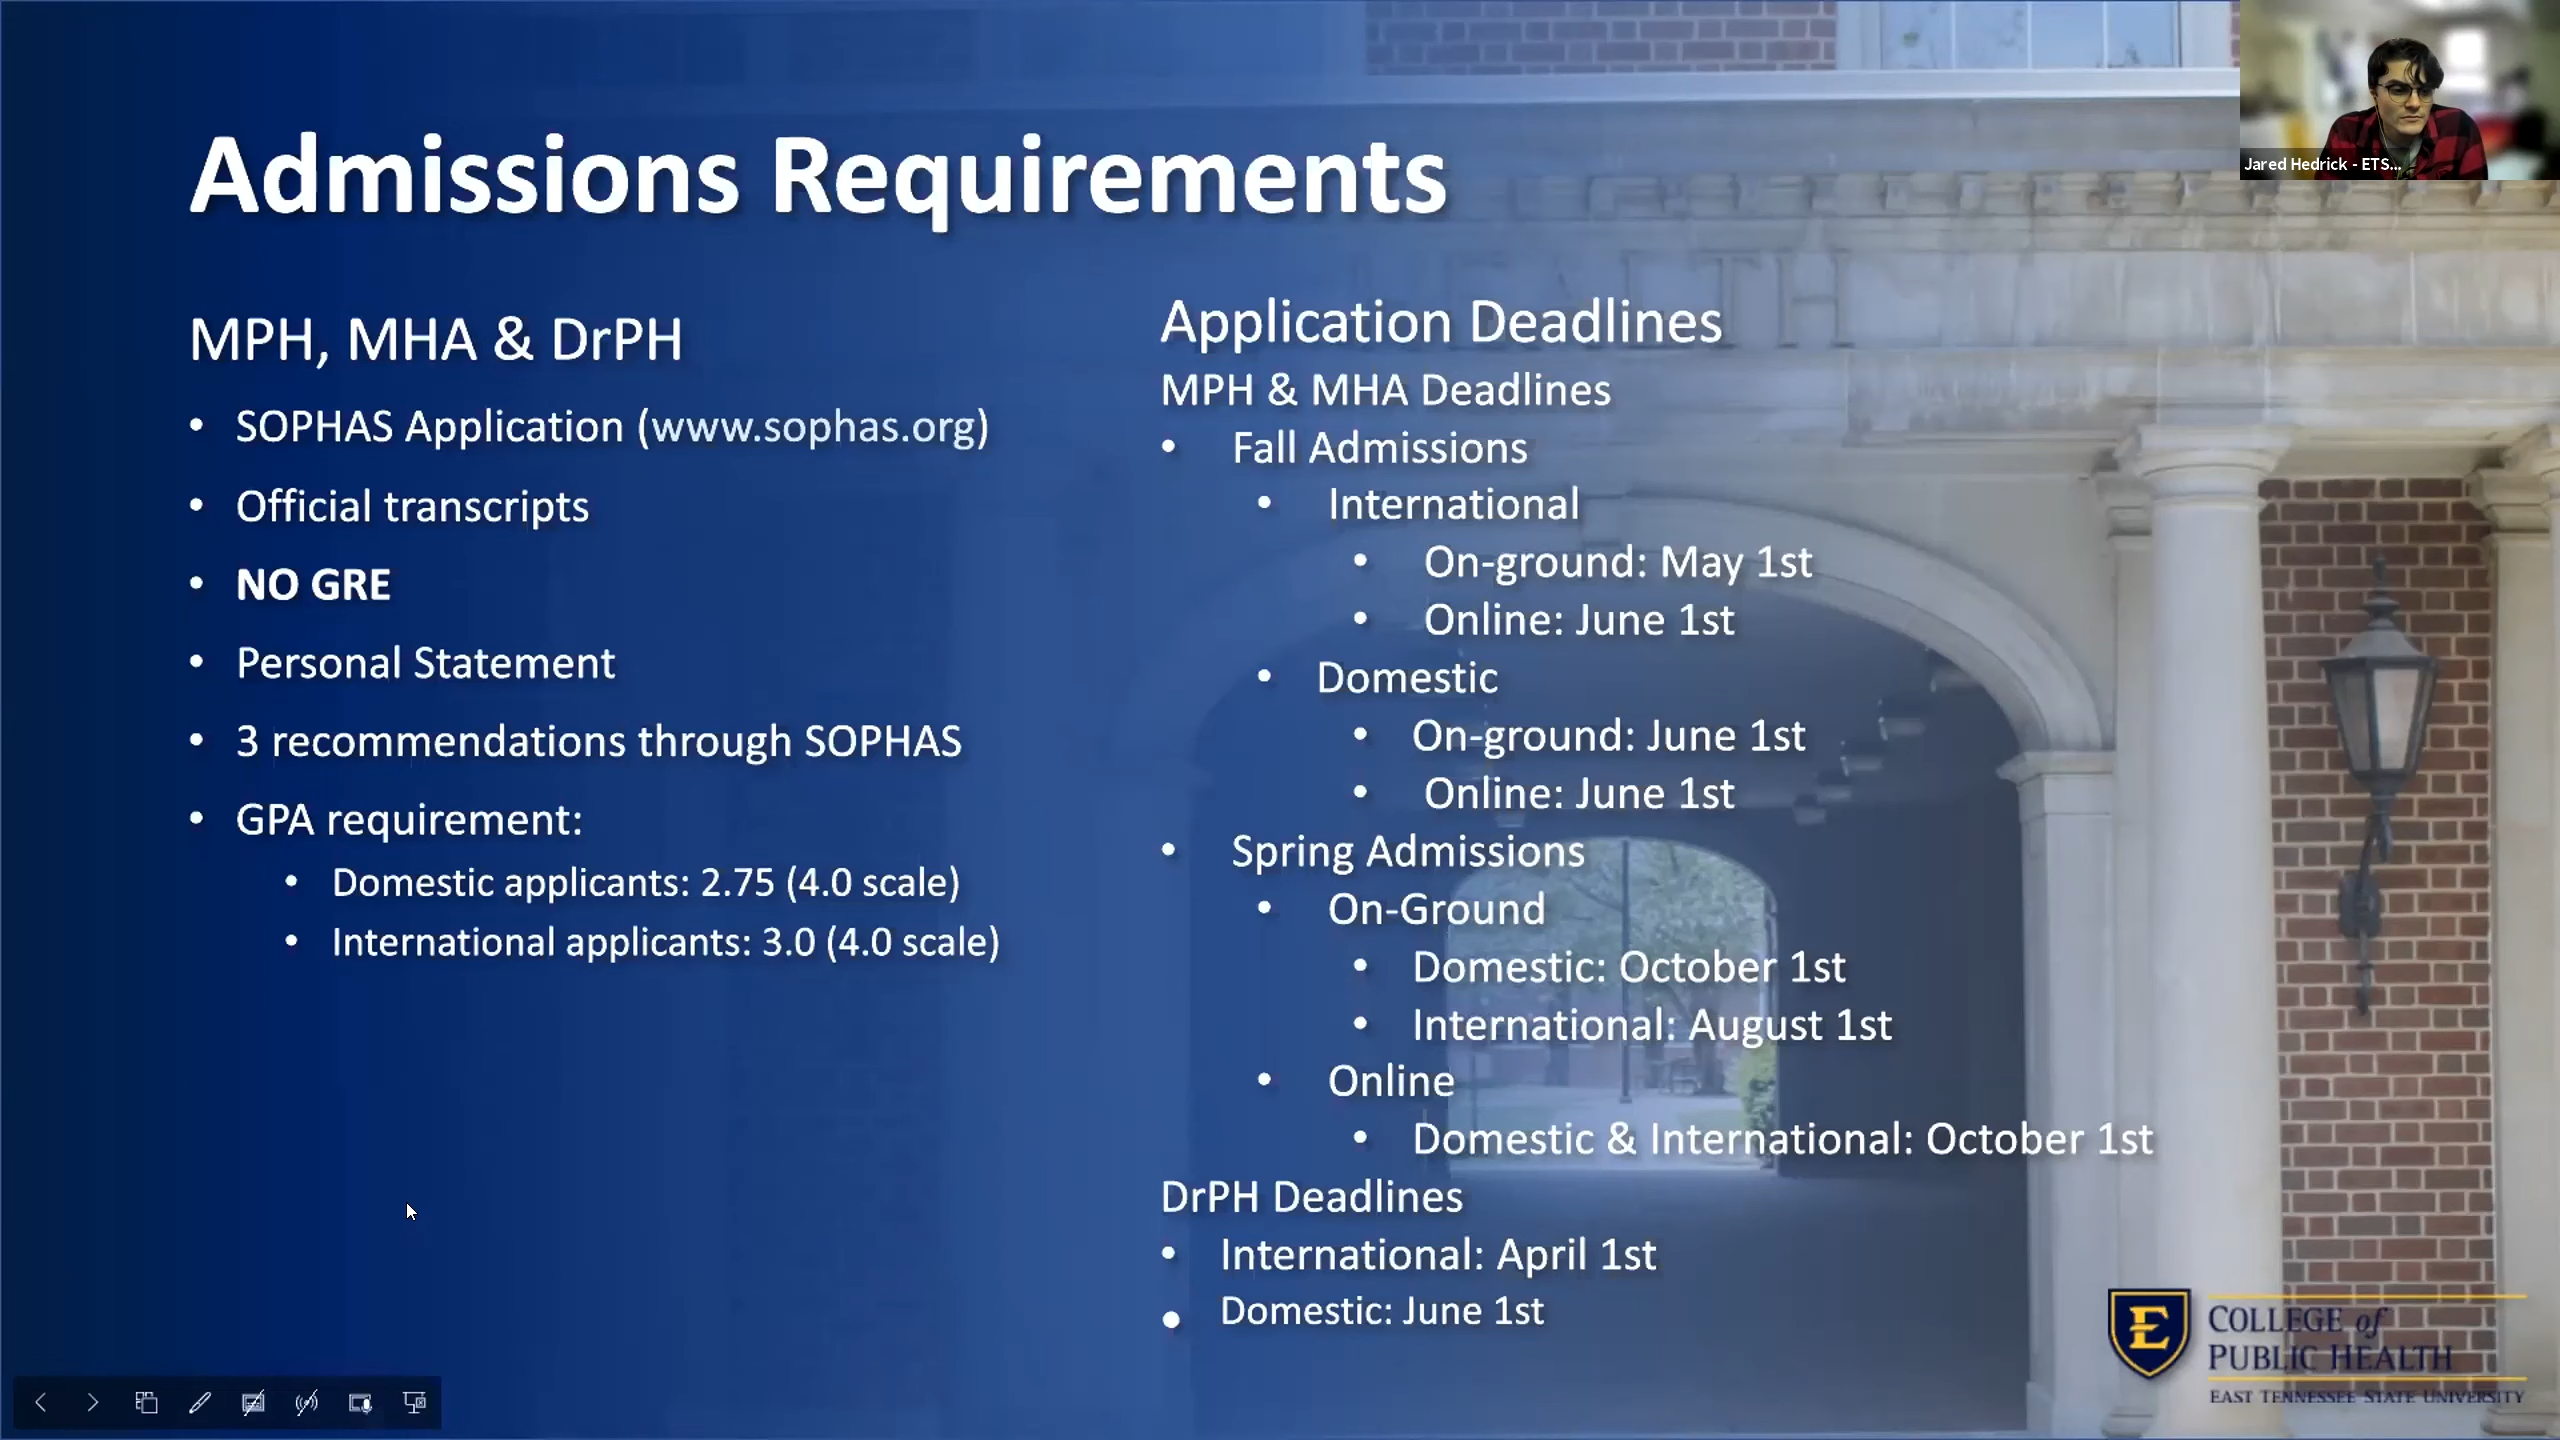 Jared Hedrick - ETS...
Admissions Requirements
MPH, MHA & DrPH
• SOPHAS Application (www.sophas.org)
• Official transcripts
• NO GRE
• Personal Statement
• 3 recommendations through SOPHAS
• GPA requirement:
• Domestic applicants: 2.75 (4.0 scale)
• International applicants: 3.0 (4.0 scale)
Application Deadlines
MPH & MHA Deadlines
• Fall Admissions
• International
• On-ground: May 1st
• Online: June 1st
• Domestic
• On-ground: June 1st
• Online: June 1st
• Spring Admissions
• On-Ground
• Domestic: October 1st
• International: August 1st
• Online
• Domestic & International: October 1st
DrPH Deadlines
• International: April 1st
• Domestic: June 1st
E
COLLEGE of
PUBLIC HEALTH
EAST TENNESSEE STATE UNIVERSITY